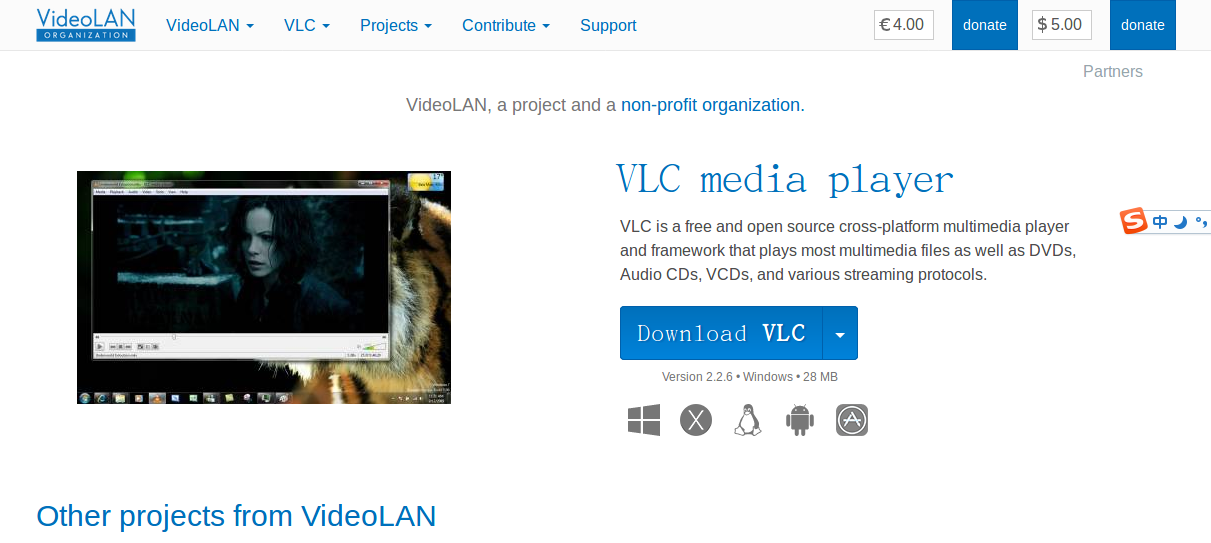 VideoLAN
ORGANIZATION
VideoLAN VLC Projects Contribute Support
€ 4.00 donate $ 5.00 donate
Partners
VideoLAN, a project and a non-profit organization.
VLC media player
VLC is a free and open source cross-platform multimedia player
and framework that plays most multimedia files as well as DVDs,
Audio CDs, VCDs, and various streaming protocols.
中
Download VLC
Version 2.2.6 • Windows • 28 MB
Other projects from VideoLAN